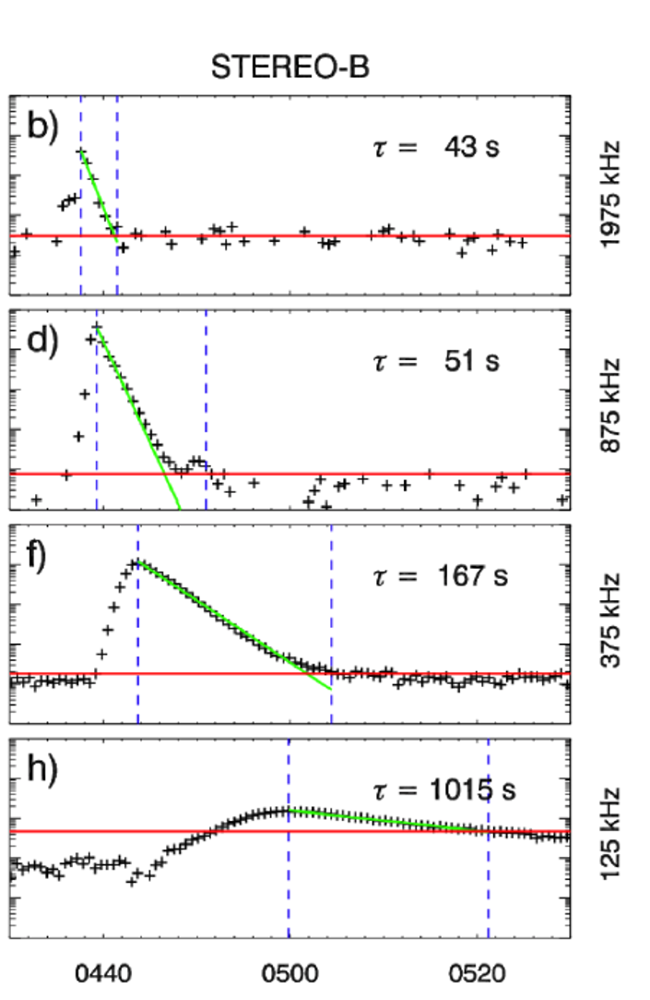 STEREO-B
b)
τ = 43 s
1975 kHz
d)
τ = 51 s
875 kHz
f)
τ = 167 s
375 kHz
h)
τ = 1015 s
125 kHz
0440 0500 0520